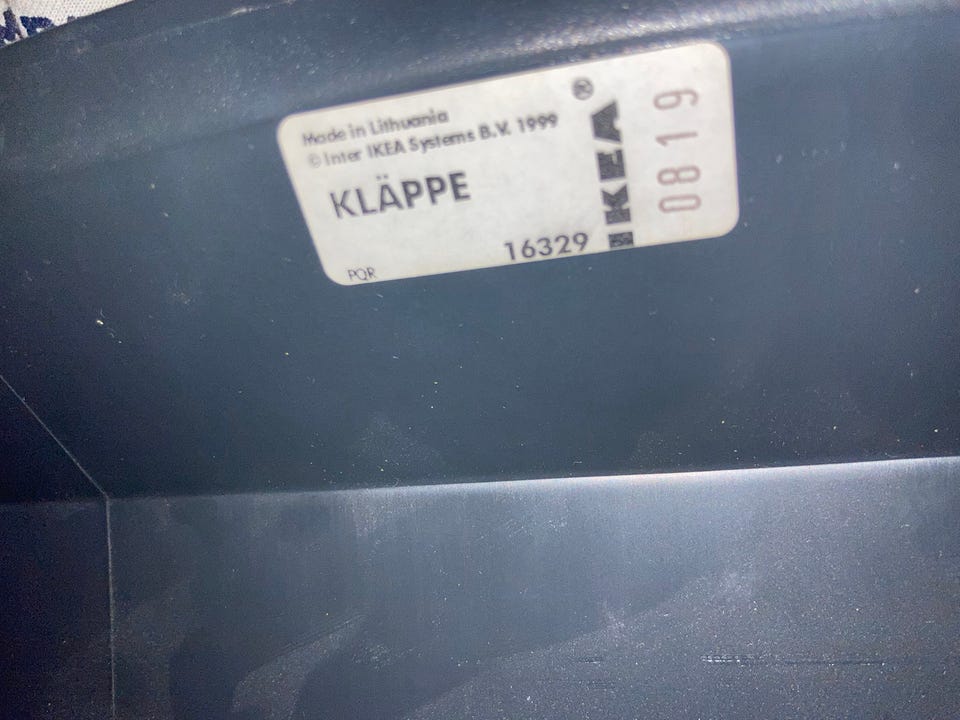 Made in Lithuania
© Inter IKEA Systems B.V. 1999
KLÄPPE
16329
PQR
IKEA®
0819